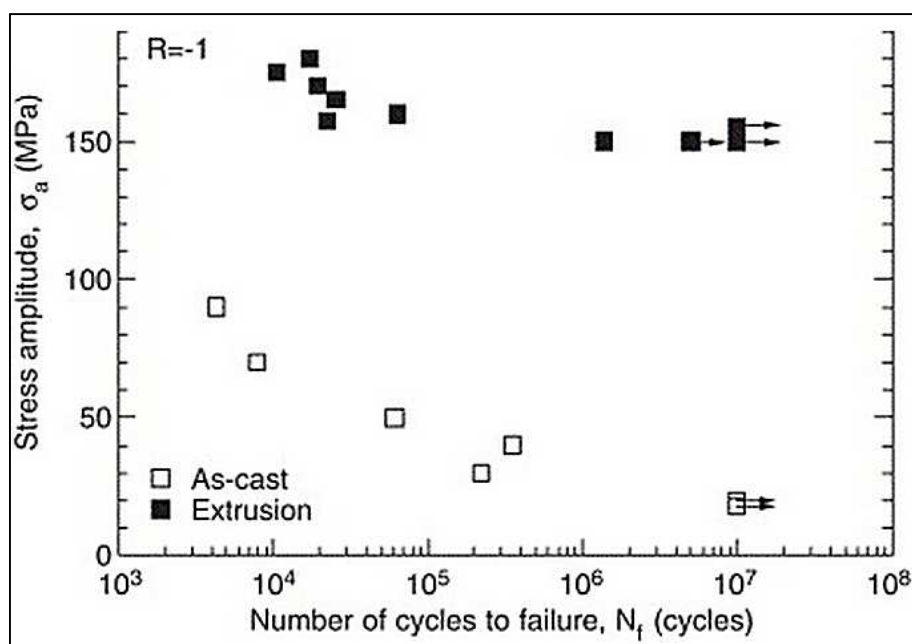 R=-1
150
100
50
0
Stress amplitude, σₐ (MPa)
As-cast
Extrusion
10³ 10⁴ 10⁵ 10⁶ 10⁷ 10⁸
Number of cycles to failure, N_f (cycles)